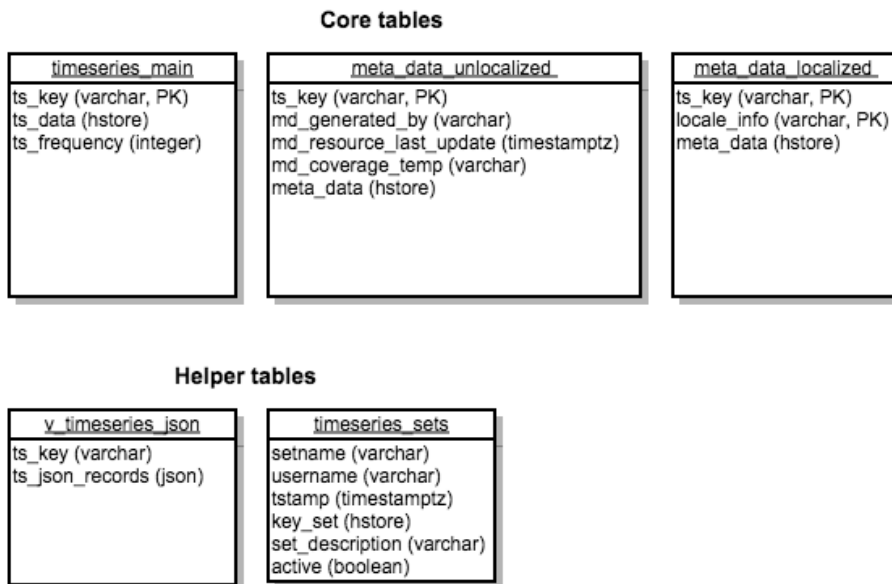 Core tables
timeseries_main
ts_key (varchar, PK)
ts_data (hstore)
ts_frequency (integer)
meta_data_unlocalized
ts_key (varchar, PK)
md_generated_by (varchar)
md_resource_last_update (timestamptz)
md_coverage_temp (varchar)
meta_data (hstore)
meta_data_localized
ts_key (varchar, PK)
locale_info (varchar, PK)
meta_data (hstore)
Helper tables
v_timeseries_json
ts_key (varchar)
ts_json_records (json)
timeseries_sets
setname (varchar)
username (varchar)
tstamp (timestamptz)
key_set (hstore)
set_description (varchar)
active (boolean)